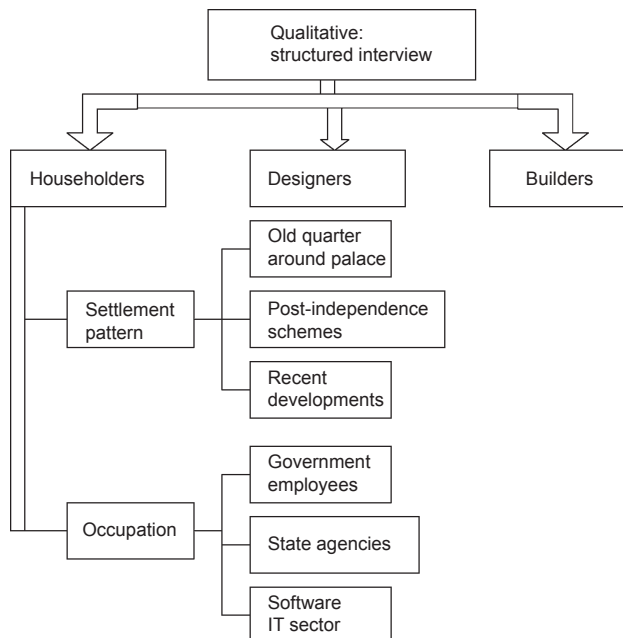 Qualitative:
structured interview
Householders
Designers
Builders
Old quarter
around palace
Settlement
pattern
Post-independence
schemes
Recent
developments
Government
employees
Occupation
State agencies
Software
IT sector